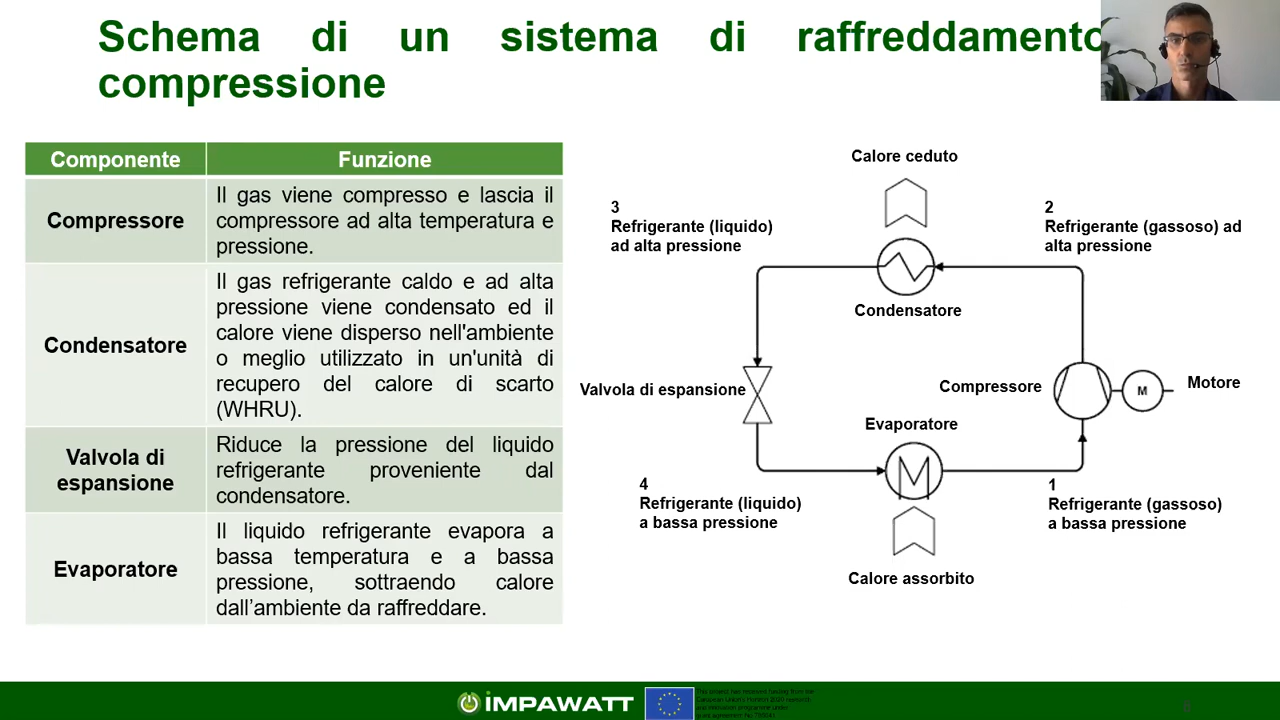 Schema di un sistema di raffreddamento
compressione
Componente Funzione
Compressore
Il gas viene compresso e lascia il
compressore ad alta temperatura e
pressione.
Condensatore
Il gas refrigerante caldo e ad alta
pressione viene condensato ed il
calore viene disperso nell'ambiente
o meglio utilizzato in un'unità di
recupero del calore di scarto
(WHRU).
Valvola di
espansione
Riduce la pressione del liquido
refrigerante proveniente dal
condensatore.
Evaporatore
Il liquido refrigerante evapora a
bassa temperatura e a bassa
pressione, sottraendo calore
dall'ambiente da raffreddare.
Calore ceduto
3
Refrigerante (liquido)
ad alta pressione
2
Refrigerante (gassoso) ad
alta pressione
Condensatore
Valvola di espansione
Compressore
M
Motore
Evaporatore
4
Refrigerante (liquido)
a bassa pressione
1
Refrigerante (gassoso)
a bassa pressione
Calore assorbito
IMPAWATT
6